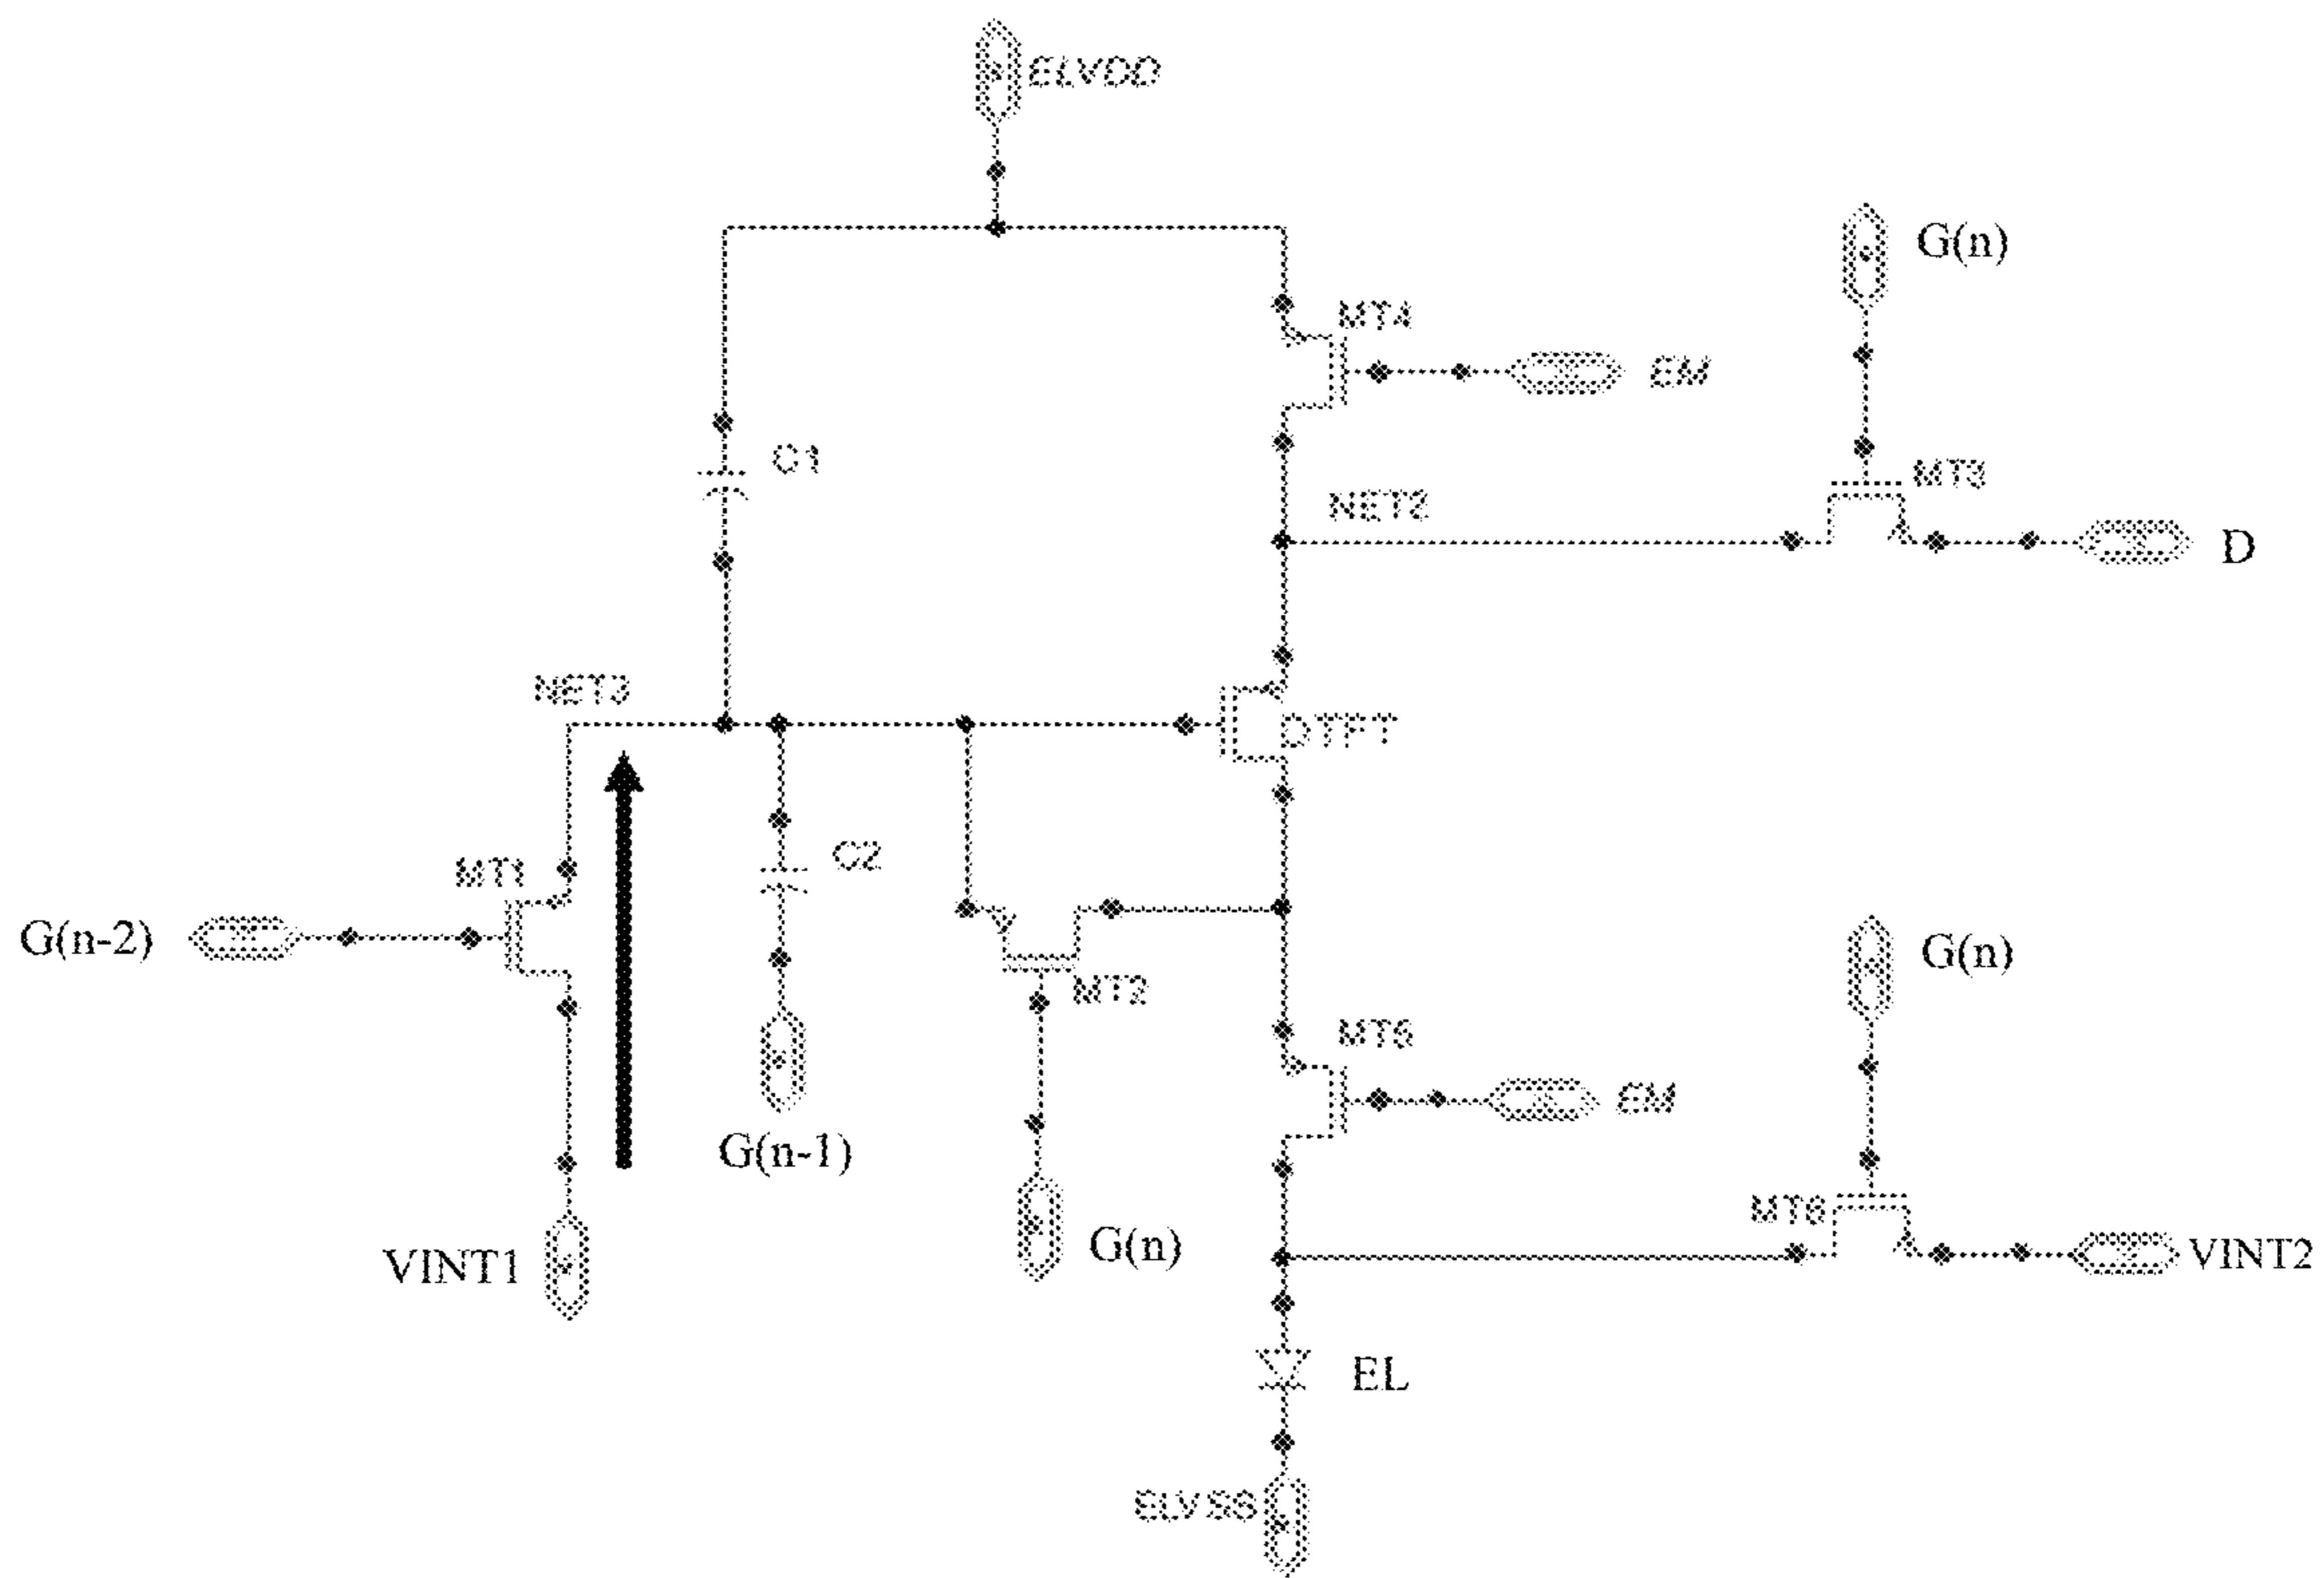 ELVDD
G(n)
MT4
EM
C1
MT3
NET2
D
NET3
DTFT
C2
MT1
G(n-2)
G(n)
MT2
MT5
EM
G(n-1)
MT6
G(n)
VINT2
VINT1
EL
ELVSS